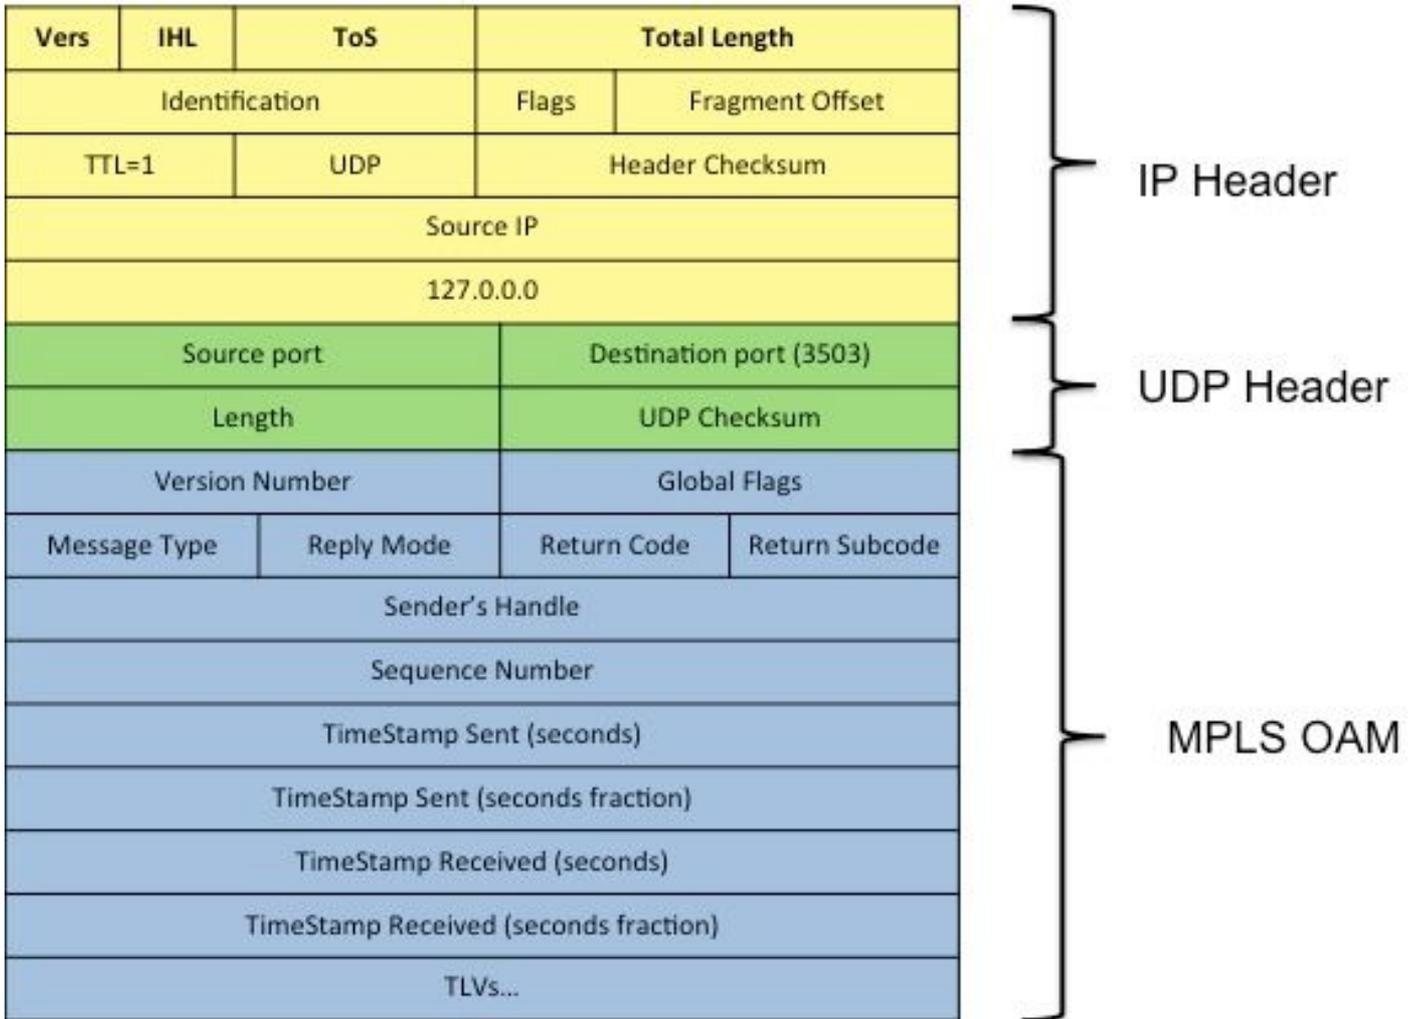 Vers IHL ToS Total Length
Identification Flags Fragment Offset
TTL=1 UDP Header Checksum
Source IP
127.0.0.0
IP Header
Source port Destination port (3503)
Length UDP Checksum
UDP Header
Version Number Global Flags
Message Type Reply Mode Return Code Return Subcode
Sender’s Handle
Sequence Number
TimeStamp Sent (seconds)
TimeStamp Sent (seconds fraction)
TimeStamp Received (seconds)
TimeStamp Received (seconds fraction)
TLVs...
MPLS OAM